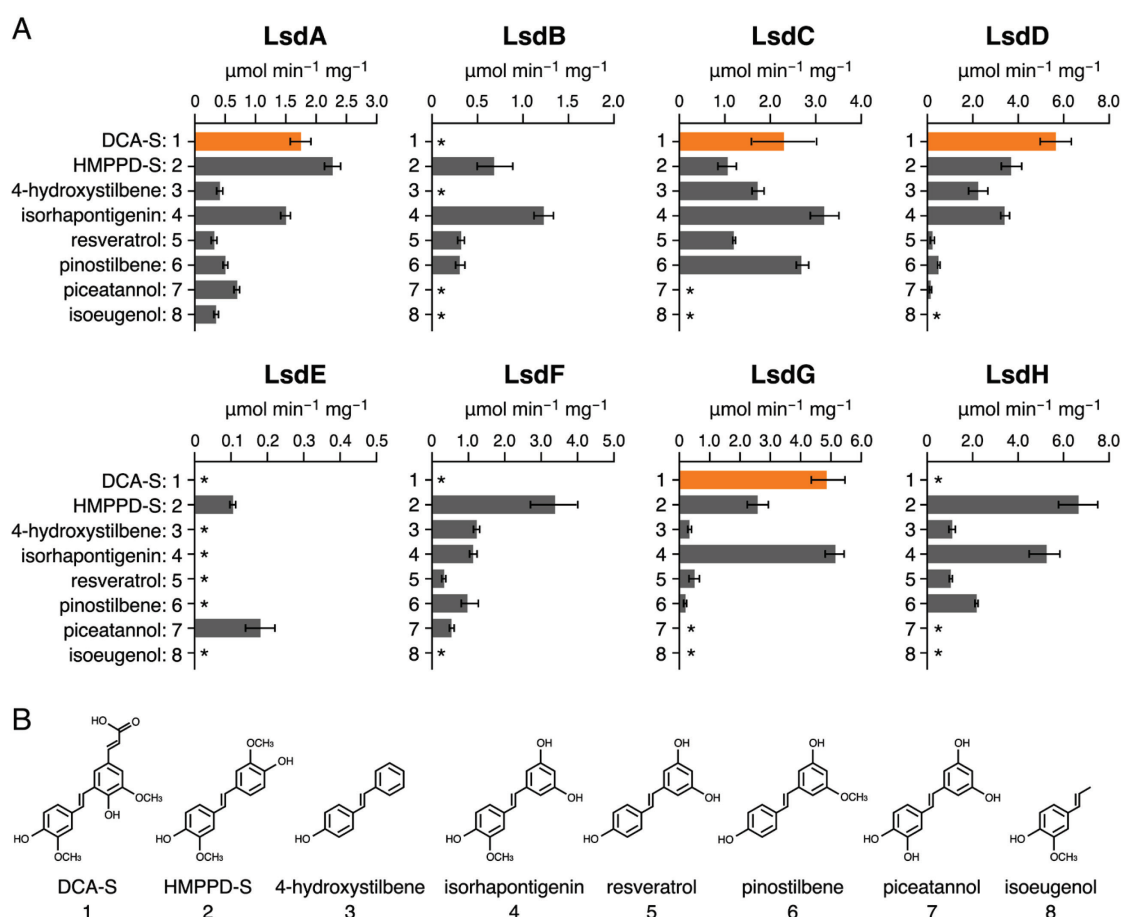 A
LsdA LsdB LsdC LsdD
µmol min−1 mg−1 µmol min−1 mg−1 µmol min−1 mg−1 µmol min−1 mg−1
0 0.5 1.0 1.5 2.0 2.5 3.0 0 0.5 1.0 1.5 2.0 0 1.0 2.0 3.0 4.0 0 2.0 4.0 6.0 8.0
DCA-S: 1 1 * 1 1
HMPPD-S: 2 2 2 2
4-hydroxystilbene: 3 3 * 3 3
isorhapontigenin: 4 4 4 4
resveratrol: 5 5 5 5
pinostilbene: 6 6 6 6
piceatannol: 7 7 * 7 * 7
isoeugenol: 8 8 * 8 * 8 *
LsdE LsdF LsdG LsdH
µmol min−1 mg−1 µmol min−1 mg−1 µmol min−1 mg−1 µmol min−1 mg−1
0 0.1 0.2 0.3 0.4 0.5 0 1.0 2.0 3.0 4.0 5.0 0 1.0 2.0 3.0 4.0 5.0 6.0 0 2.0 4.0 6.0 8.0
DCA-S: 1 * 1 * 1 1 *
HMPPD-S: 2 2 2 2
4-hydroxystilbene: 3 * 3 3 3
isorhapontigenin: 4 * 4 4 4
resveratrol: 5 * 5 5 5
pinostilbene: 6 * 6 6 6
piceatannol: 7 7 7 * 7 *
isoeugenol: 8 * 8 * 8 * 8 *
B
HO O
OCH3 OH OH OH OH
OH
OCH3 OH OH OCH3 OH
OH
HO HO HO HO HO HO HO HO
OCH3 OCH3 OCH3 OH OCH3
DCA-S HMPPD-S 4-hydroxystilbene isorhapontigenin resveratrol pinostilbene piceatannol isoeugenol
1 2 3 4 5 6 7 8